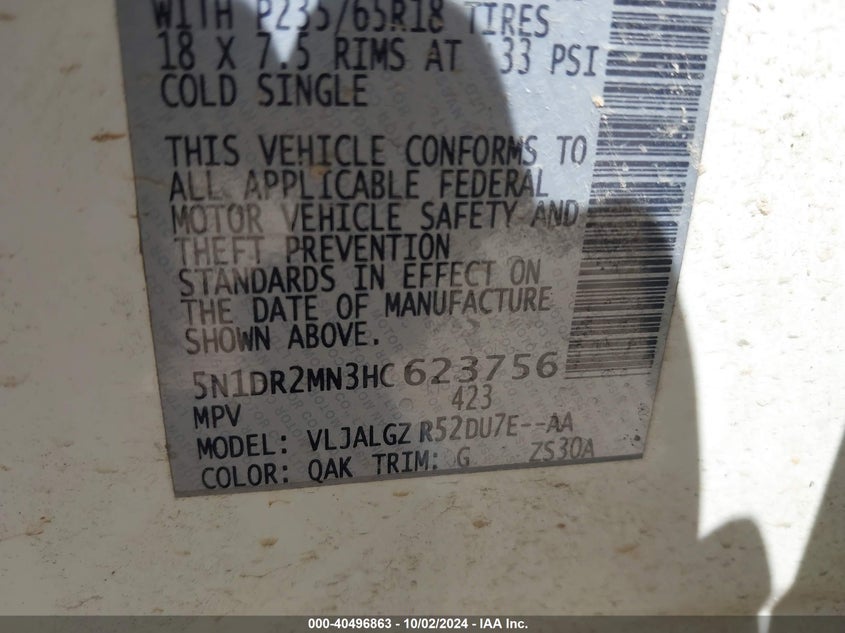 WITH P235/65R18 TIRES
18 X 7.5 RIMS AT 33 PSI
COLD SINGLE
THIS VEHICLE CONFORMS TO
ALL APPLICABLE FEDERAL
MOTOR VEHICLE SAFETY AND
THEFT PREVENTION
STANDARDS IN EFFECT ON
THE DATE OF MANUFACTURE
SHOWN ABOVE.
5N1DR2MN3HC623756
MPV 423
MODEL: VLJALGZ R52DU7E--AA
COLOR: QAK TRIM: G ZS30A
000-40496863 - 10/02/2024 - IAA Inc.